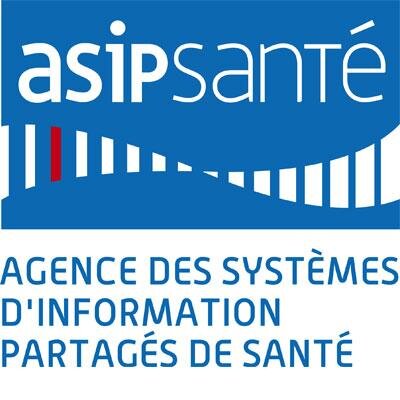 asipsanté
AGENCE DES SYSTÈMES
D'INFORMATION
PARTAGÉS DE SANTÉ